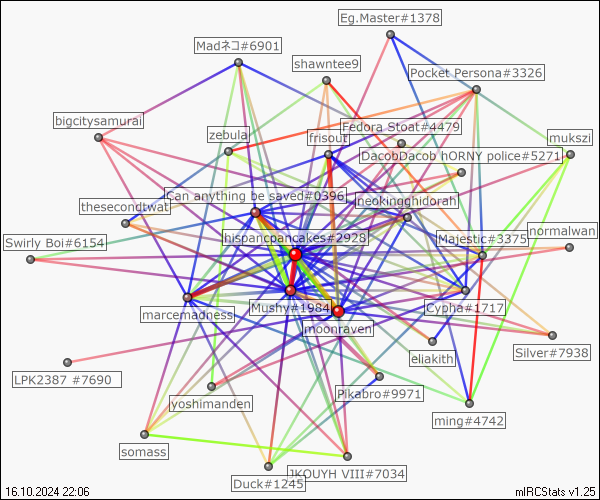 Eg.Master#1378
Madネコ#6901
shawntee9
Pocket Persona#3326
bigcitysamurai
zebula
frisout
Fedora Stoat#4479
mukszi
DacobDacob hORNY police#5271
Can anything be saved#0396
neokingghidorah
thesecondtwat
Swirly Boi#6154
hispancpancakes#2928
Majestic#3375
normalwan
marcemadness
Mushy#1984
Cypha#1717
moonraven
eliakith
Silver#7938
LPK2387 #7690
Pikabro#9971
yoshimanden
ming#4742
somass
JKOUYH VIII#7034
Duck#1245
16.10.2024 22:06
mIRCStats v1.25